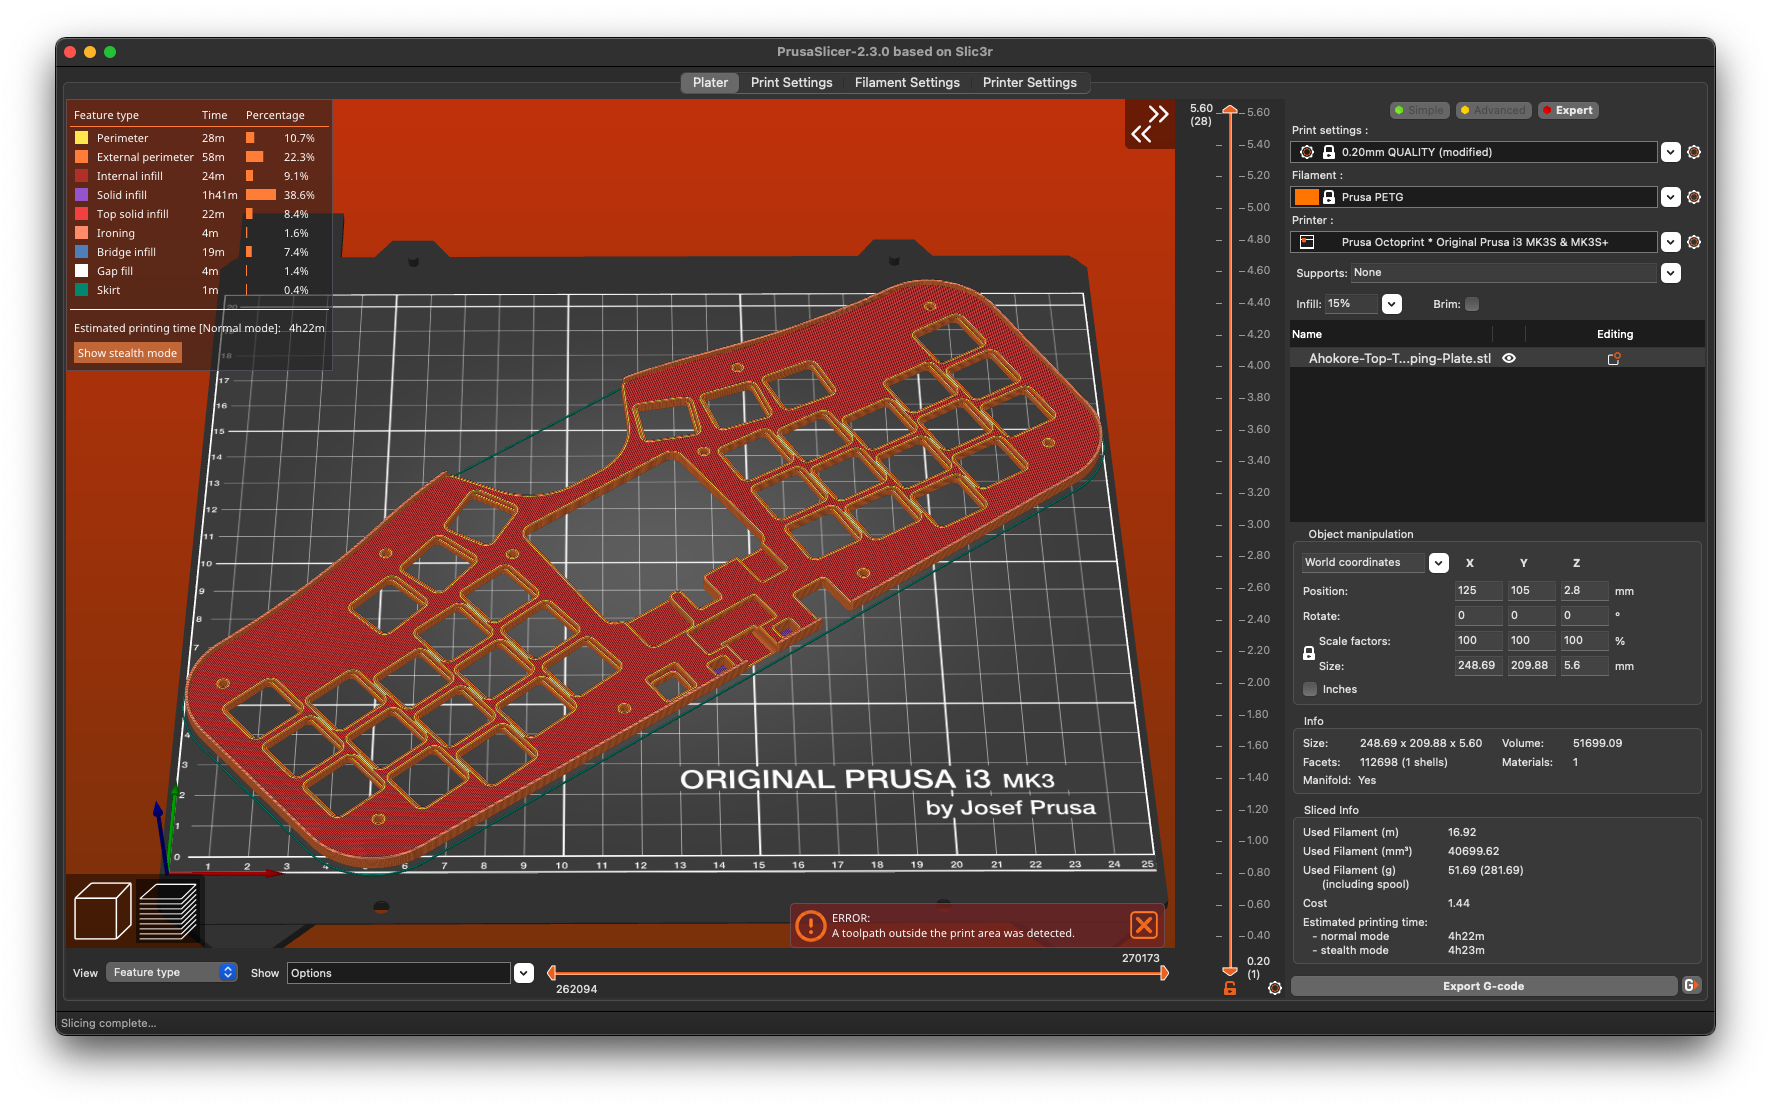 PrusaSlicer-2.3.0 based on Slic3r
Plater Print Settings Filament Settings Printer Settings
Feature type Time Percentage
Perimeter 28m 10.7%
External perimeter 58m 22.3%
Internal infill 24m 9.1%
Solid infill 1h41m 38.6%
Top solid infill 22m 8.4%
Ironing 4m 1.6%
Bridge infill 19m 7.4%
Gap fill 4m 1.4%
Skirt 1m 0.4%
Estimated printing time [Normal mode]: 4h22m
Show stealth mode
20
18
17
16
15
14
13
12
11
10
9
8
7
4
3
2
1
0
1 2 3 4 5 6 7 8 9 10 11 12 13 14 15 16 17 18 19 20 21 22 23 24 25
ORIGINAL PRUSA i3 MK3
by Josef Prusa
ERROR:
A toolpath outside the print area was detected.
View Feature type Show Options
262094
270173
5.60
(28)
5.60
5.40
5.20
5.00
4.80
4.60
4.40
4.20
4.00
3.80
3.60
3.40
3.20
3.00
2.80
2.60
2.40
2.20
2.00
1.80
1.60
1.40
1.20
1.00
0.80
0.60
0.40
0.20
(1)
Simple Advanced Expert
Print settings :
0.20mm QUALITY (modified)
Filament :
Prusa PETG
Printer :
Prusa Octoprint * Original Prusa i3 MK3S & MK3S+
Supports: None
Infill: 15% Brim:
Name Editing
Ahokore-Top-T...ping-Plate.stl
Object manipulation
World coordinates X Y Z
Position: 125 105 2.8 mm
Rotate: 0 0 0 °
Scale factors: 100 100 100 %
Size: 248.69 209.88 5.6 mm
Inches
Info
Size: 248.69 x 209.88 x 5.60 Volume: 51699.09
Facets: 112698 (1 shells) Materials: 1
Manifold: Yes
Sliced Info
Used Filament (m) 16.92
Used Filament (mm³) 40699.62
Used Filament (g) 51.69 (281.69)
(including spool)
Cost 1.44
Estimated printing time:
- normal mode 4h22m
- stealth mode 4h23m
Export G-code
G
Slicing complete...